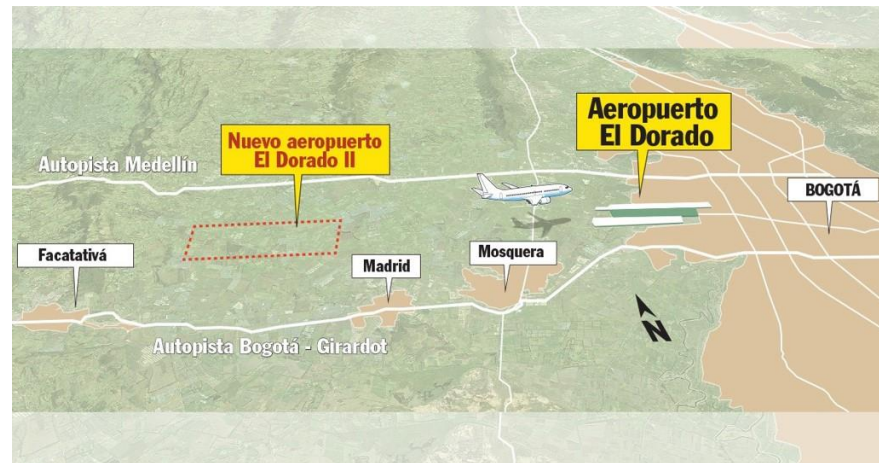 Aeropuerto
El Dorado
Nuevo aeropuerto
El Dorado II
Autopista Medellín
BOGOTÁ
Facatativá
Madrid
Mosquera
Autopista Bogotá - Girardot
N